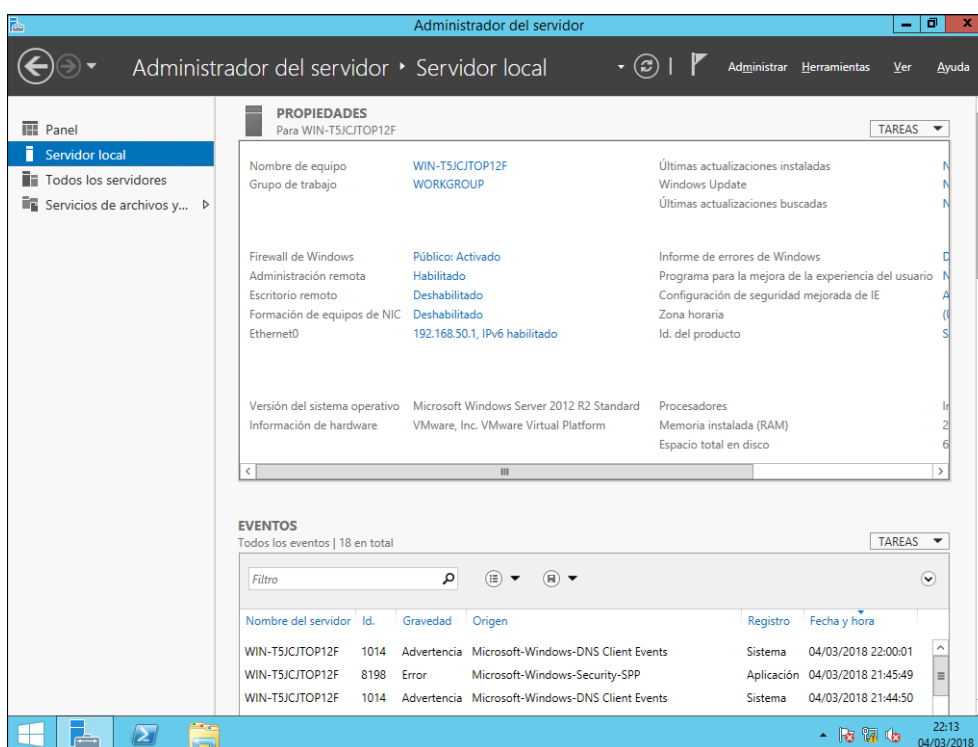 Administrador del servidor
Administrador del servidor ‣ Servidor local
Administrar Herramientas Ver Ayuda
Panel
Servidor local
Todos los servidores
Servicios de archivos y...
PROPIEDADES
Para WIN-T5JCJTOP12F
TAREAS
Nombre de equipo WIN-T5JCJTOP12F Últimas actualizaciones instaladas
Grupo de trabajo WORKGROUP Windows Update
Últimas actualizaciones buscadas
Firewall de Windows Público: Activado Informe de errores de Windows
Administración remota Habilitado Programa para la mejora de la experiencia del usuario
Escritorio remoto Deshabilitado Configuración de seguridad mejorada de IE
Formación de equipos de NIC Deshabilitado Zona horaria
Ethernet0 192.168.50.1, IPv6 habilitado Id. del producto
Versión del sistema operativo Microsoft Windows Server 2012 R2 Standard Procesadores
Información de hardware VMware, Inc. VMware Virtual Platform Memoria instalada (RAM)
Espacio total en disco
EVENTOS
Todos los eventos | 18 en total
TAREAS
Filtro
Nombre del servidor Id. Gravedad Origen Registro Fecha y hora
WIN-T5JCJTOP12F 1014 Advertencia Microsoft-Windows-DNS Client Events Sistema 04/03/2018 22:00:01
WIN-T5JCJTOP12F 8198 Error Microsoft-Windows-Security-SPP Aplicación 04/03/2018 21:45:49
WIN-T5JCJTOP12F 1014 Advertencia Microsoft-Windows-DNS Client Events Sistema 04/03/2018 21:44:50
22:13
04/03/2018